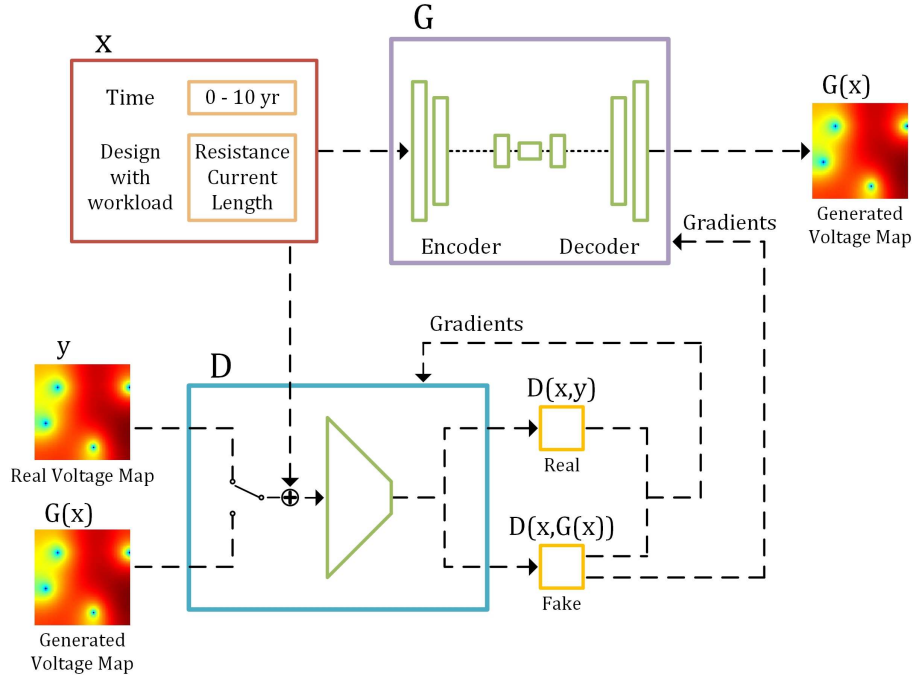 x
G
Time
0 - 10 yr
Design
with
workload
Resistance
Current
Length
Encoder
Decoder
G(x)
Generated
Voltage Map
Gradients
Gradients
y
Real Voltage Map
G(x)
Generated
Voltage Map
D
D(x,y)
Real
D(x,G(x))
Fake